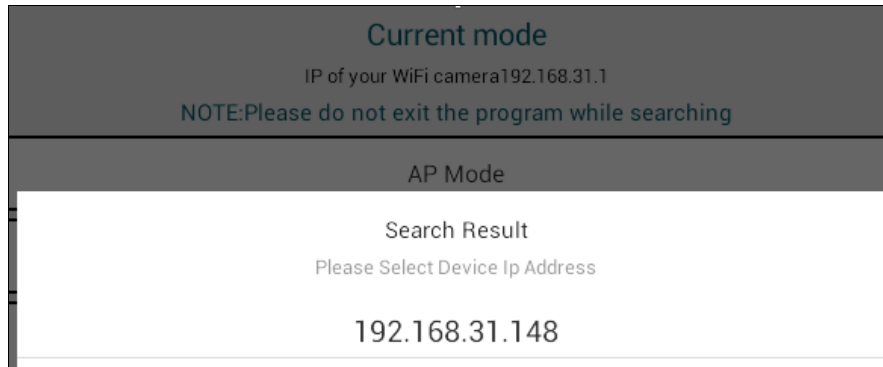 Current mode
IP of your WiFi camera192.168.31.1
NOTE:Please do not exit the program while searching
AP Mode
Search Result
Please Select Device Ip Address
192.168.31.148